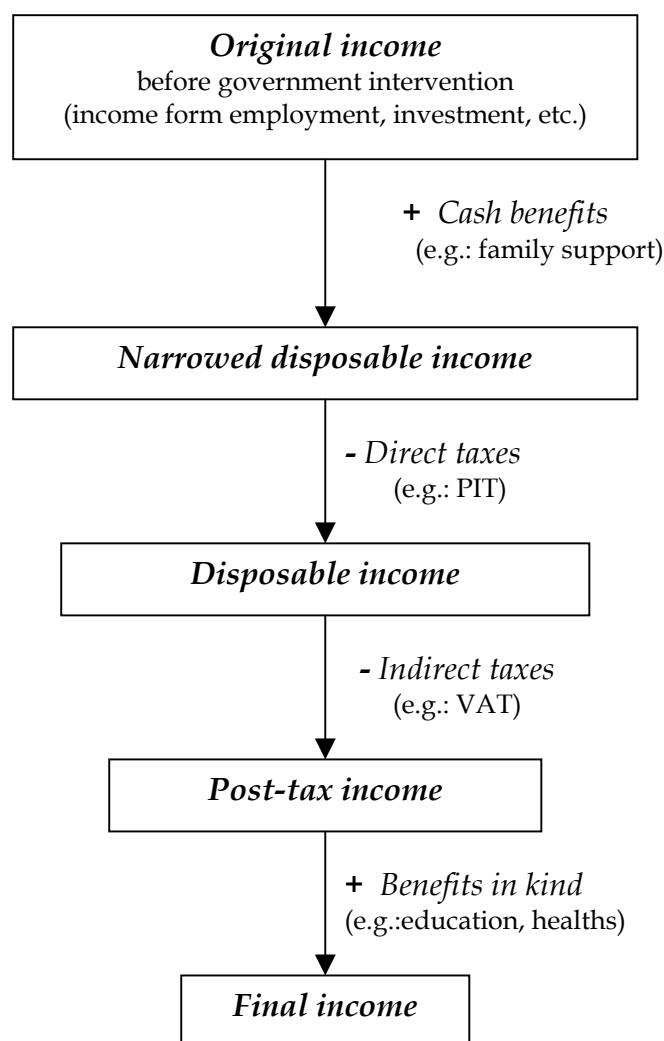 Original income
before government intervention
(income form employment, investment, etc.)
+ Cash benefits
(e.g.: family support)
Narrowed disposable income
- Direct taxes
(e.g.: PIT)
Disposable income
- Indirect taxes
(e.g.: VAT)
Post-tax income
+ Benefits in kind
(e.g.:education, healths)
Final income